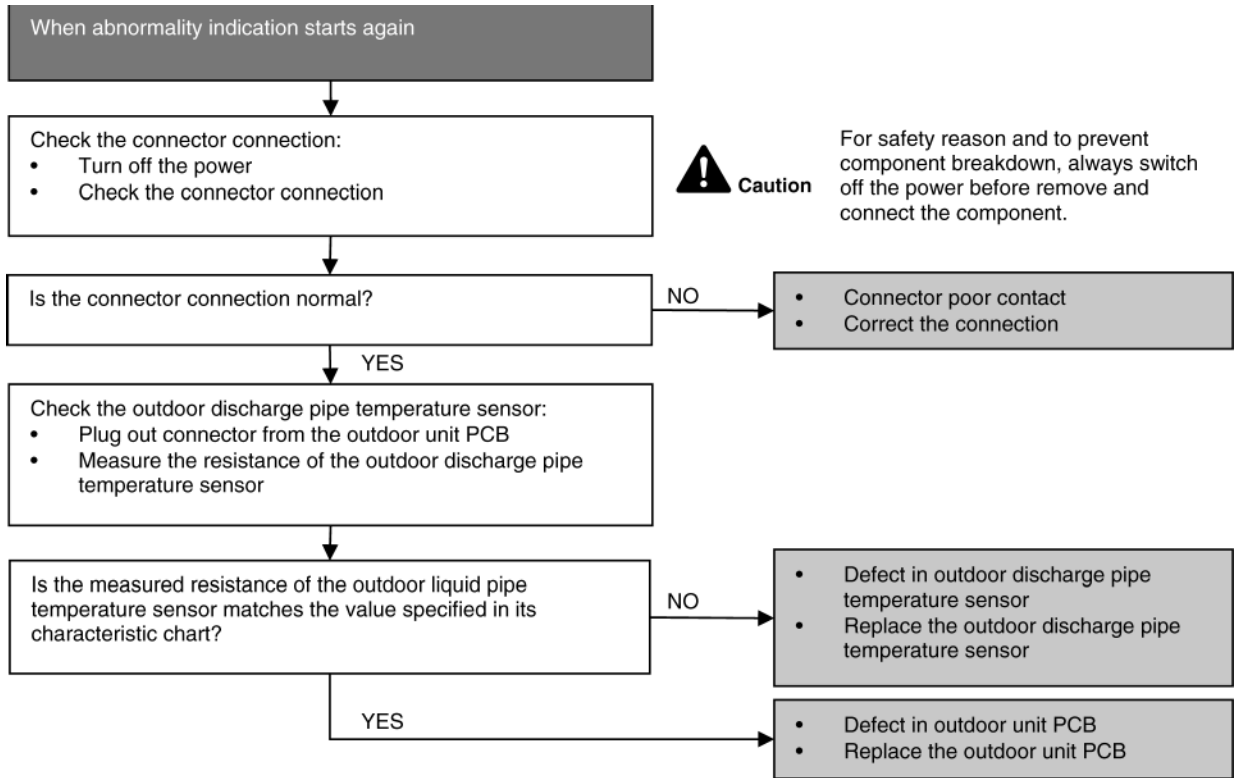 When abnormality indication starts again
Check the connector connection:
• Turn off the power
• Check the connector connection
Caution
For safety reason and to prevent
component breakdown, always switch
off the power before remove and
connect the component.
Is the connector connection normal?
NO
• Connector poor contact
• Correct the connection
YES
Check the outdoor discharge pipe temperature sensor:
• Plug out connector from the outdoor unit PCB
• Measure the resistance of the outdoor discharge pipe
temperature sensor
Is the measured resistance of the outdoor liquid pipe
temperature sensor matches the value specified in its
characteristic chart?
NO
• Defect in outdoor discharge pipe
temperature sensor
• Replace the outdoor discharge pipe
temperature sensor
YES
• Defect in outdoor unit PCB
• Replace the outdoor unit PCB